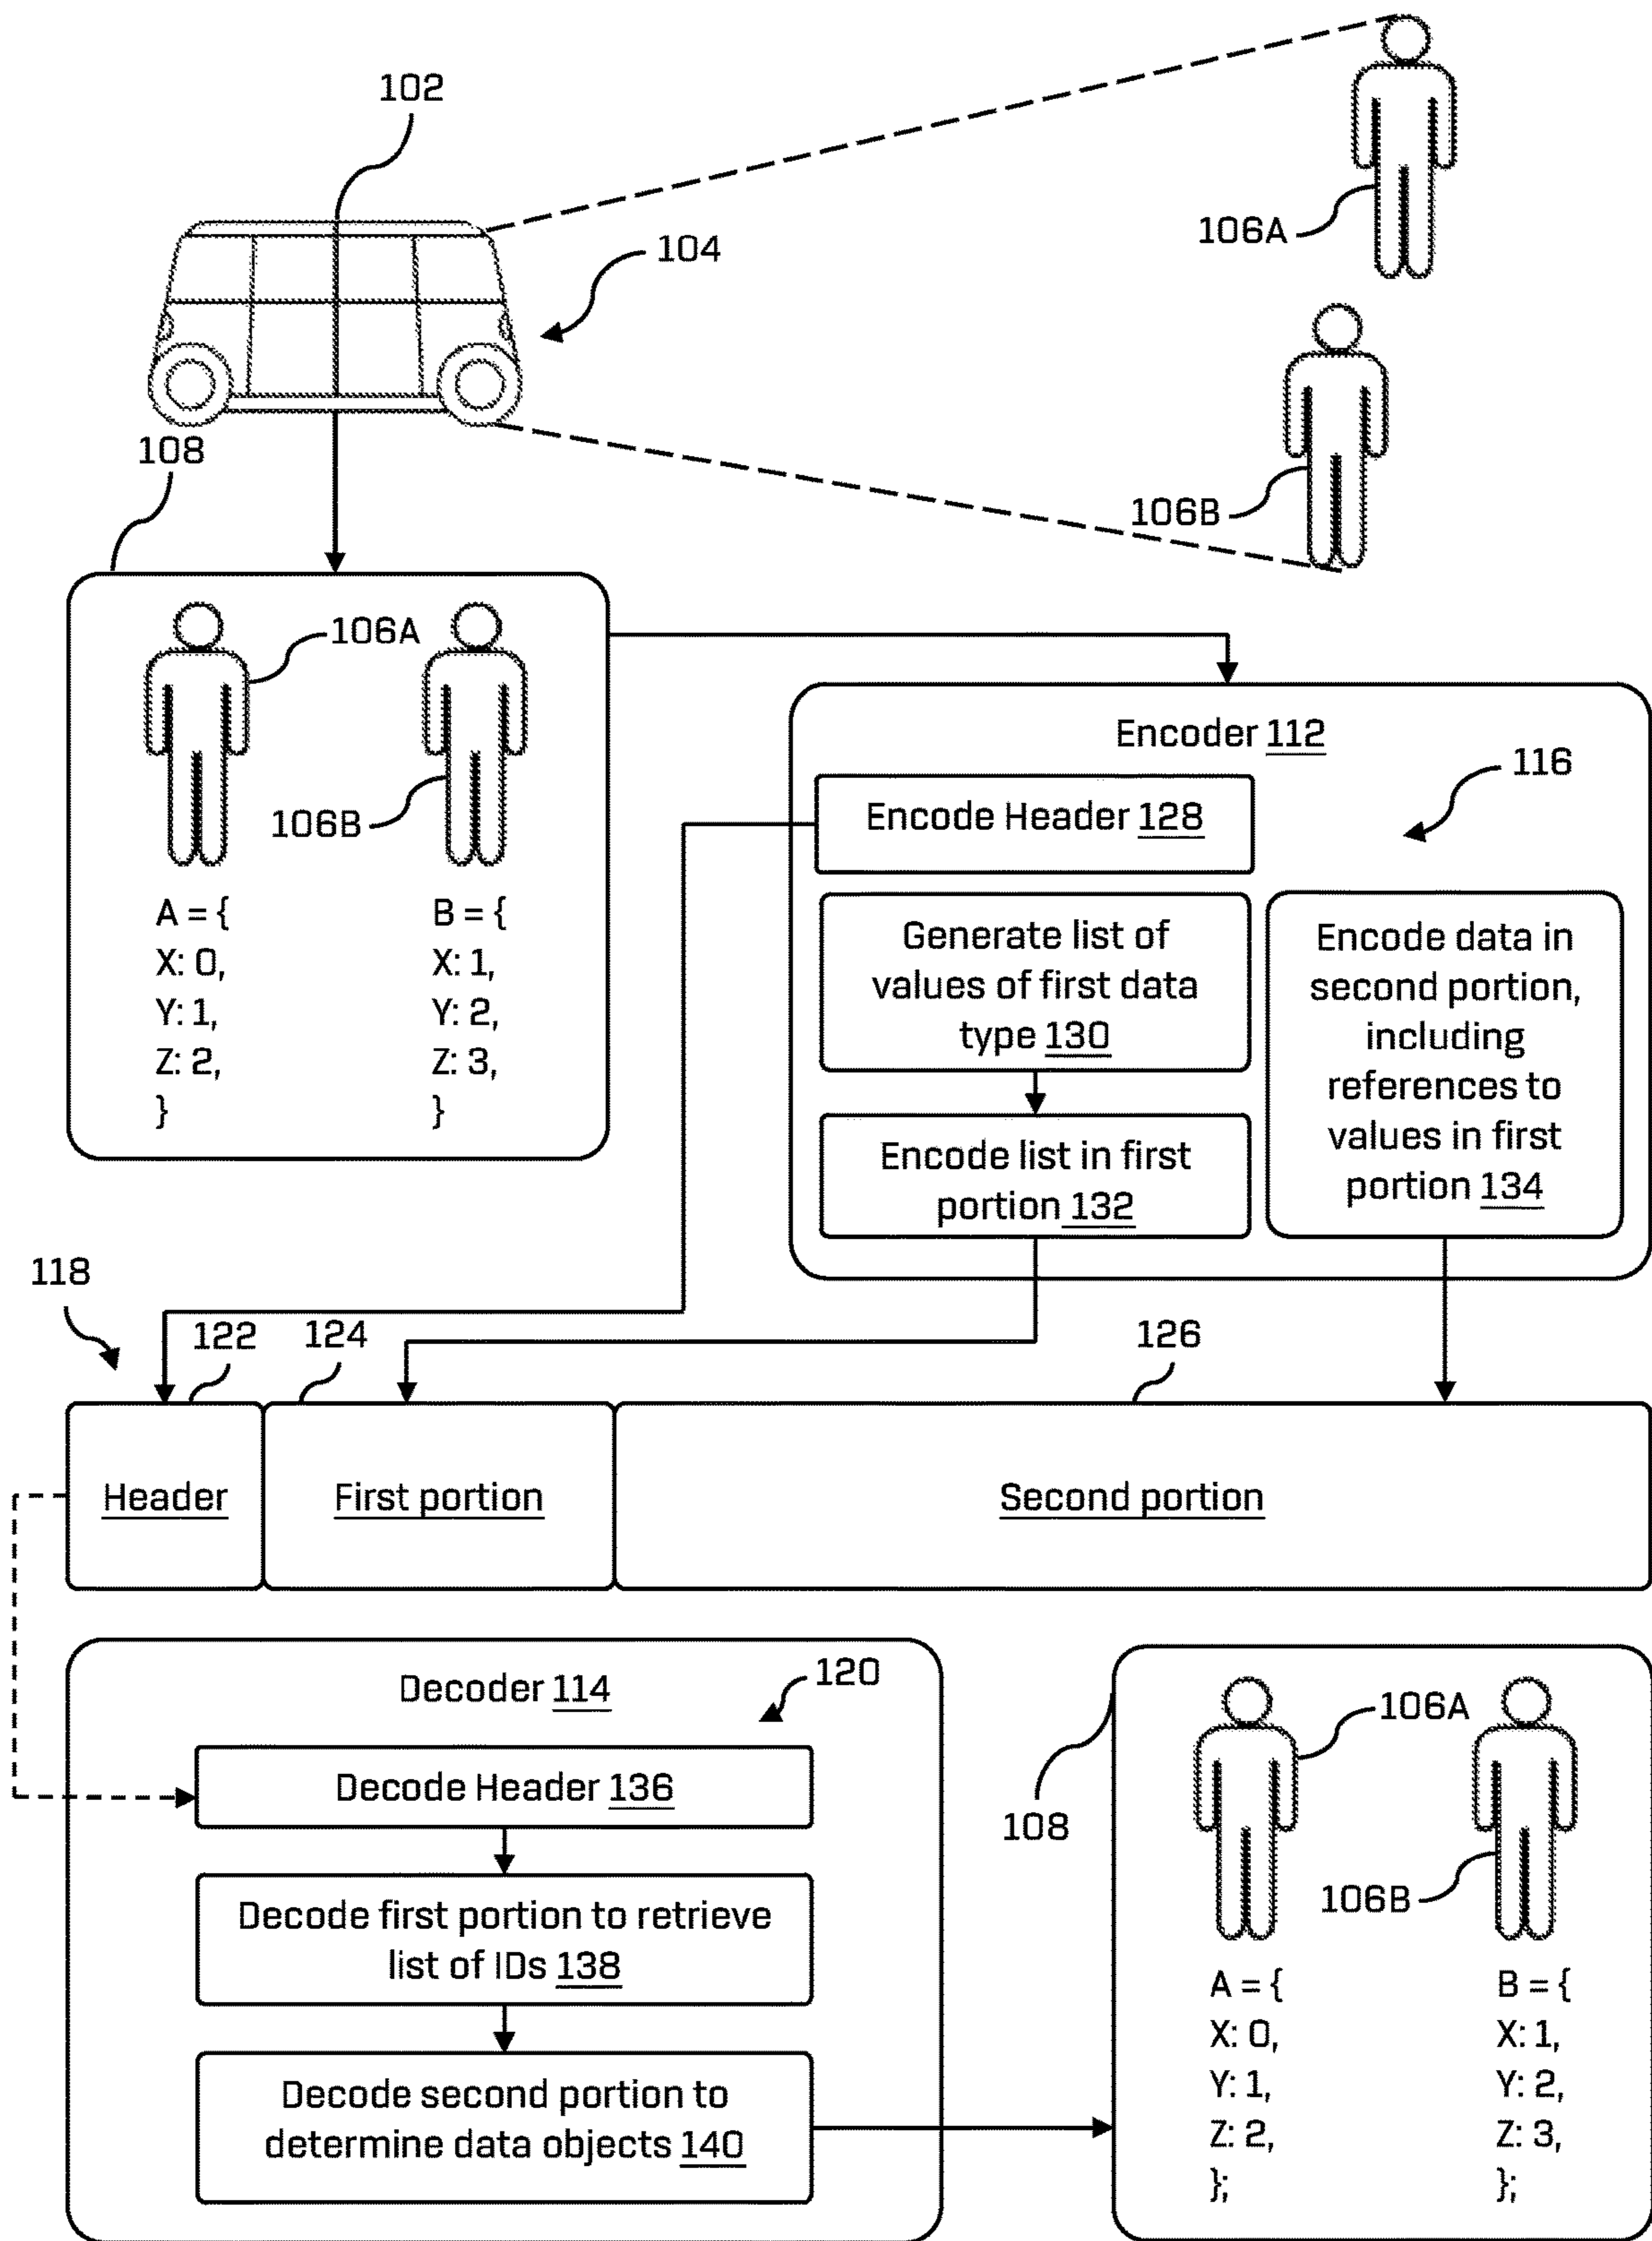 102
104
106A
106B
108
106A
106B
A = {
X: 0,
Y: 1,
Z: 2,
}
B = {
X: 1,
Y: 2,
Z: 3,
}
Encoder 112
116
Encode Header 128
Generate list of
values of first data
type 130
Encode list in first
portion 132
Encode data in
second portion,
including
references to
values in first
portion 134
118
122
124
126
Header
First portion
Second portion
Decoder 114
120
Decode Header 136
Decode first portion to retrieve
list of IDs 138
Decode second portion to
determine data objects 140
108
106A
106B
A = {
X: 0,
Y: 1,
Z: 2,
};
B = {
X: 1,
Y: 2,
Z: 3,
};